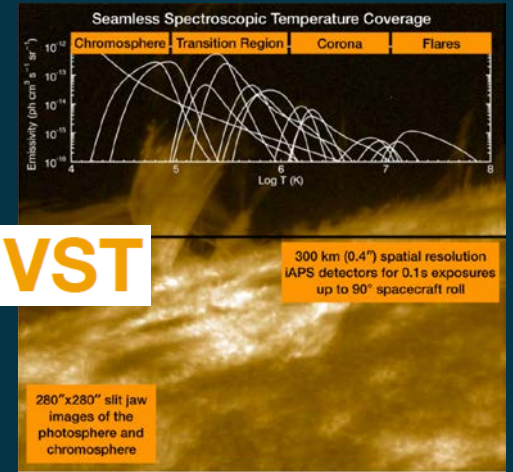 Seamless Spectroscopic Temperature Coverage
Chromosphere Transition Region Corona Flares
Emissivity (ph cm³ s⁻¹ sr⁻¹)
10⁻¹²
10⁻¹³
10⁻¹⁴
10⁻¹⁵
10⁻¹⁶
4 5 6 7 8
Log T (K)
VST
300 km (0.4″) spatial resolution
iAPS detectors for 0.1s exposures
up to 90° spacecraft roll
280″x280″ slit jaw
images of the
photosphere and
chromosphere